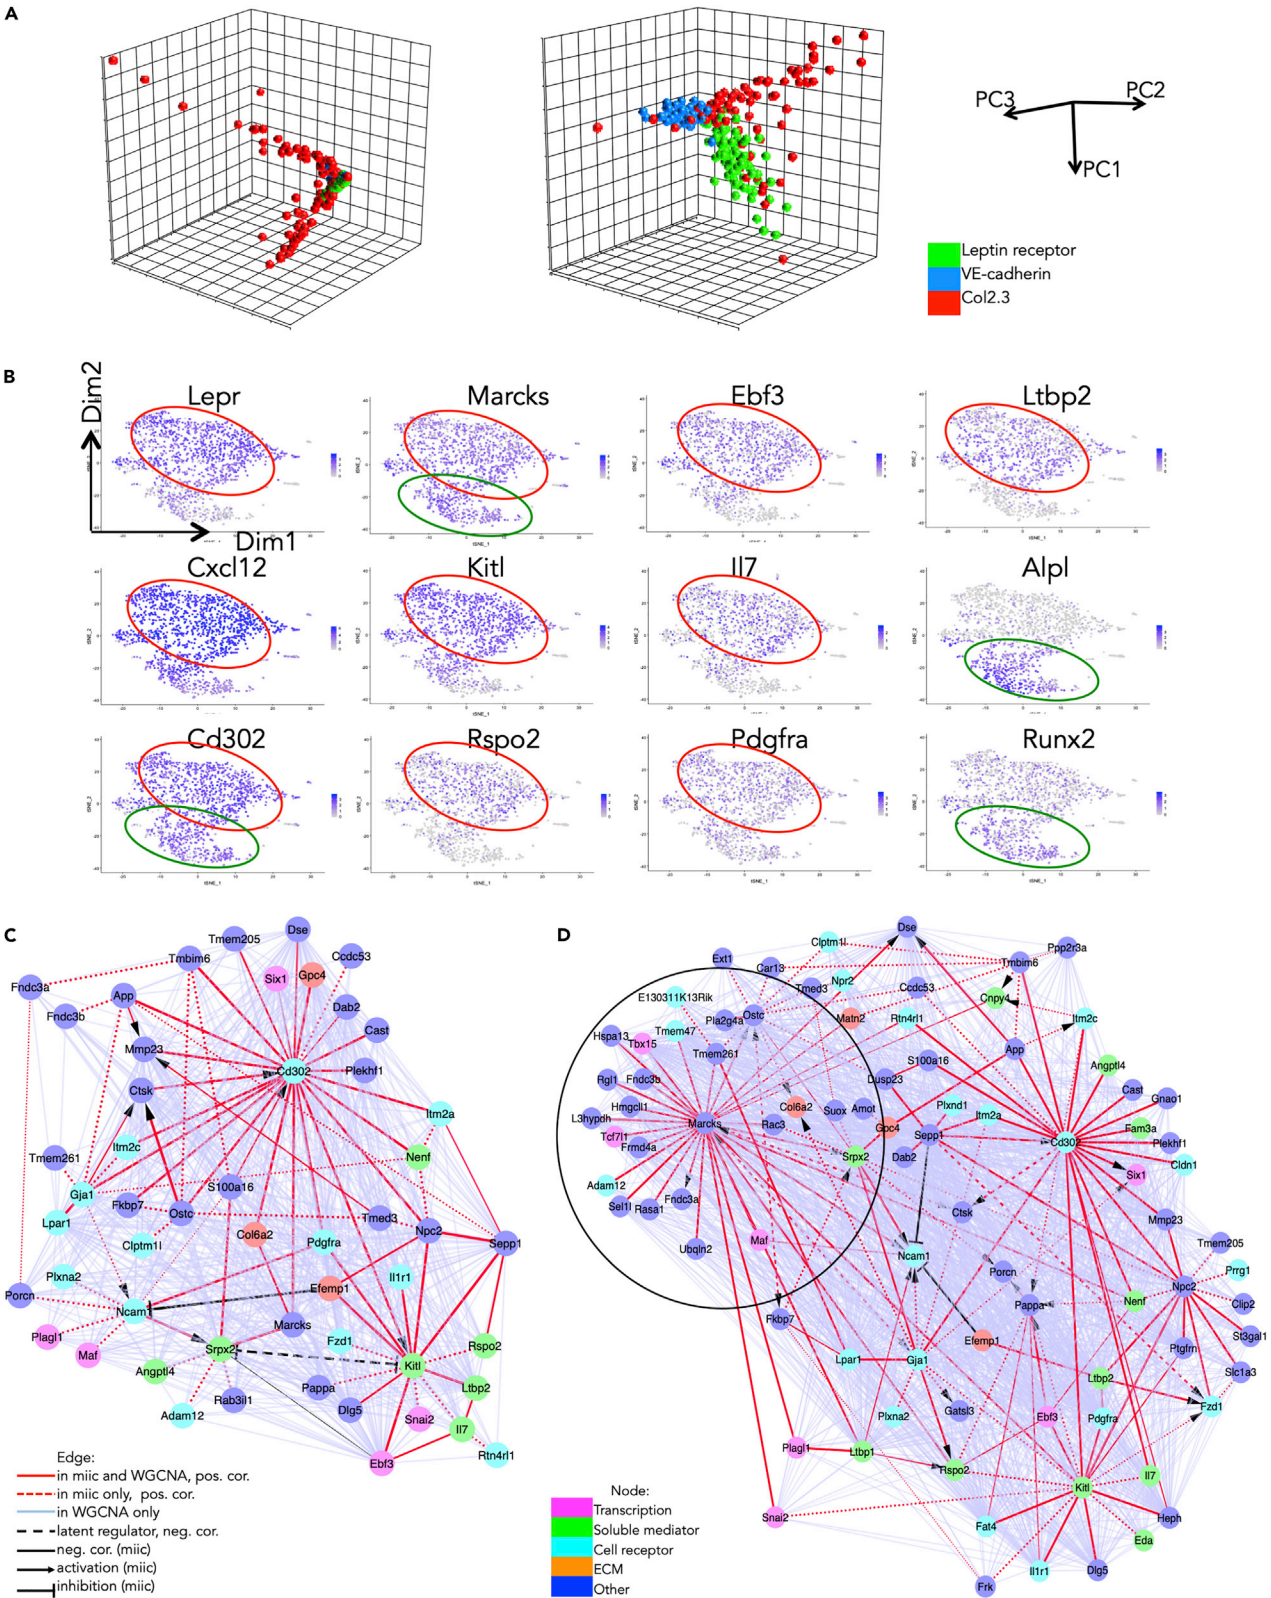 A
PC3
PC2
PC1
Leptin receptor
VE-cadherin
Col2.3
B
Dim2
Dim1
Lepr
Marcks
Ebf3
Ltbp2
Cxcl12
Kitl
Il7
Alpl
Cd302
Rspo2
Pdgfra
Runx2
tSNE_1
tSNE_2
C
Dse
Tmem205
Tmbim6
Ccdc53
Six1
Gpc4
Fndc3a
App
Fndc3b
Dab2
Cast
Mmp23
Cd302
Plekhf1
Ctsk
Itm2a
Itm2c
Nenf
Tmem261
S100a16
Gja1
Fkbp7
Ostc
Tmed3
Lpar1
Npc2
Col6a2
Sepp1
Clptm1l
Pdgfra
Plxna2
Il1r1
Porcn
Efemp1
Ncam1
Plagl1
Marcks
Maf
Srpx2
Fzd1
Rspo2
Kitl
Angptl4
Pappa
Ltbp2
Rab3il1
Dlg5
Adam12
Snai2
Il7
Rtn4rl1
Ebf3
Edge:
in miic and WGCNA, pos. cor.
in miic only, pos. cor.
in WGCNA only
latent regulator, neg. cor.
neg. cor. (miic)
activation (miic)
inhibition (miic)
D
Dse
Clptm1l
Ppp2r3a
Ext1
Car13
Tmbim6
Tmed3
Npr2
Ccdc53
E130311K13Rik
Cnpy4
Pla2g4a
Ostc
Matn2
Rtn4rl1
Itm2c
Hspa13
Tbx15
Tmem47
Tmem261
App
S100a16
Angptl4
Rgl1
Fndc3b
Dusp23
Cast
Gnao1
Hmgcll1
Col6a2
Suox
Amot
Plxnd1
Itm2a
L3hypdh
Marcks
Rac3
Gpc4
Fam3a
Tcf7l1
Frmd4a
Sepp1
Cd302
Plekhf1
Srpx2
Dab2
Cldn1
Adam12
Six1
Sel1l
Rasa1
Fndc3a
Ctsk
Mmp23
Maf
Ubqln2
Ncam1
Tmem205
Porcn
Prrg1
Npc2
Pappa
Nenf
Clip2
Fkbp7
Efemp1
St3gal1
Ptgfrn
Lpar1
Gja1
Slc1a3
Ltbp2
Plxna2
Gatsl3
Ebf3
Pdgfra
Fzd1
Plagl1
Ltbp1
Rspo2
Il7
Kitl
Snai2
Fat4
Heph
Eda
Il1r1
Dlg5
Frk
Node:
Transcription
Soluble mediator
Cell receptor
ECM
Other